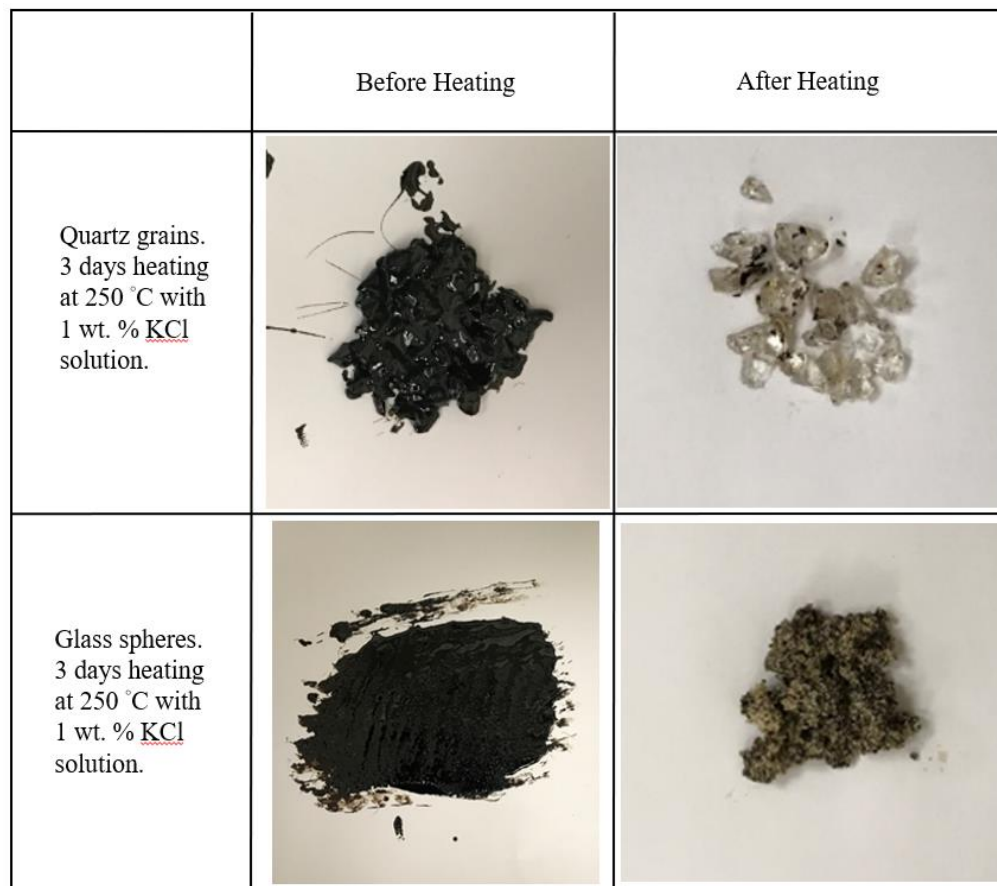 Before Heating
After Heating
Quartz grains.
3 days heating
at 250 °C with
1 wt. % KCl
solution.
Glass spheres.
3 days heating
at 250 °C with
1 wt. % KCl
solution.